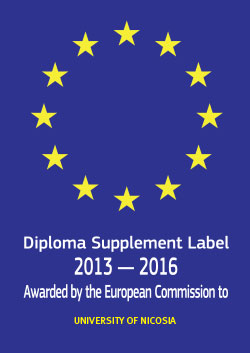 Diploma Supplement Label
2013 — 2016
Awarded by the European Commission to
UNIVERSITY OF NICOSIA